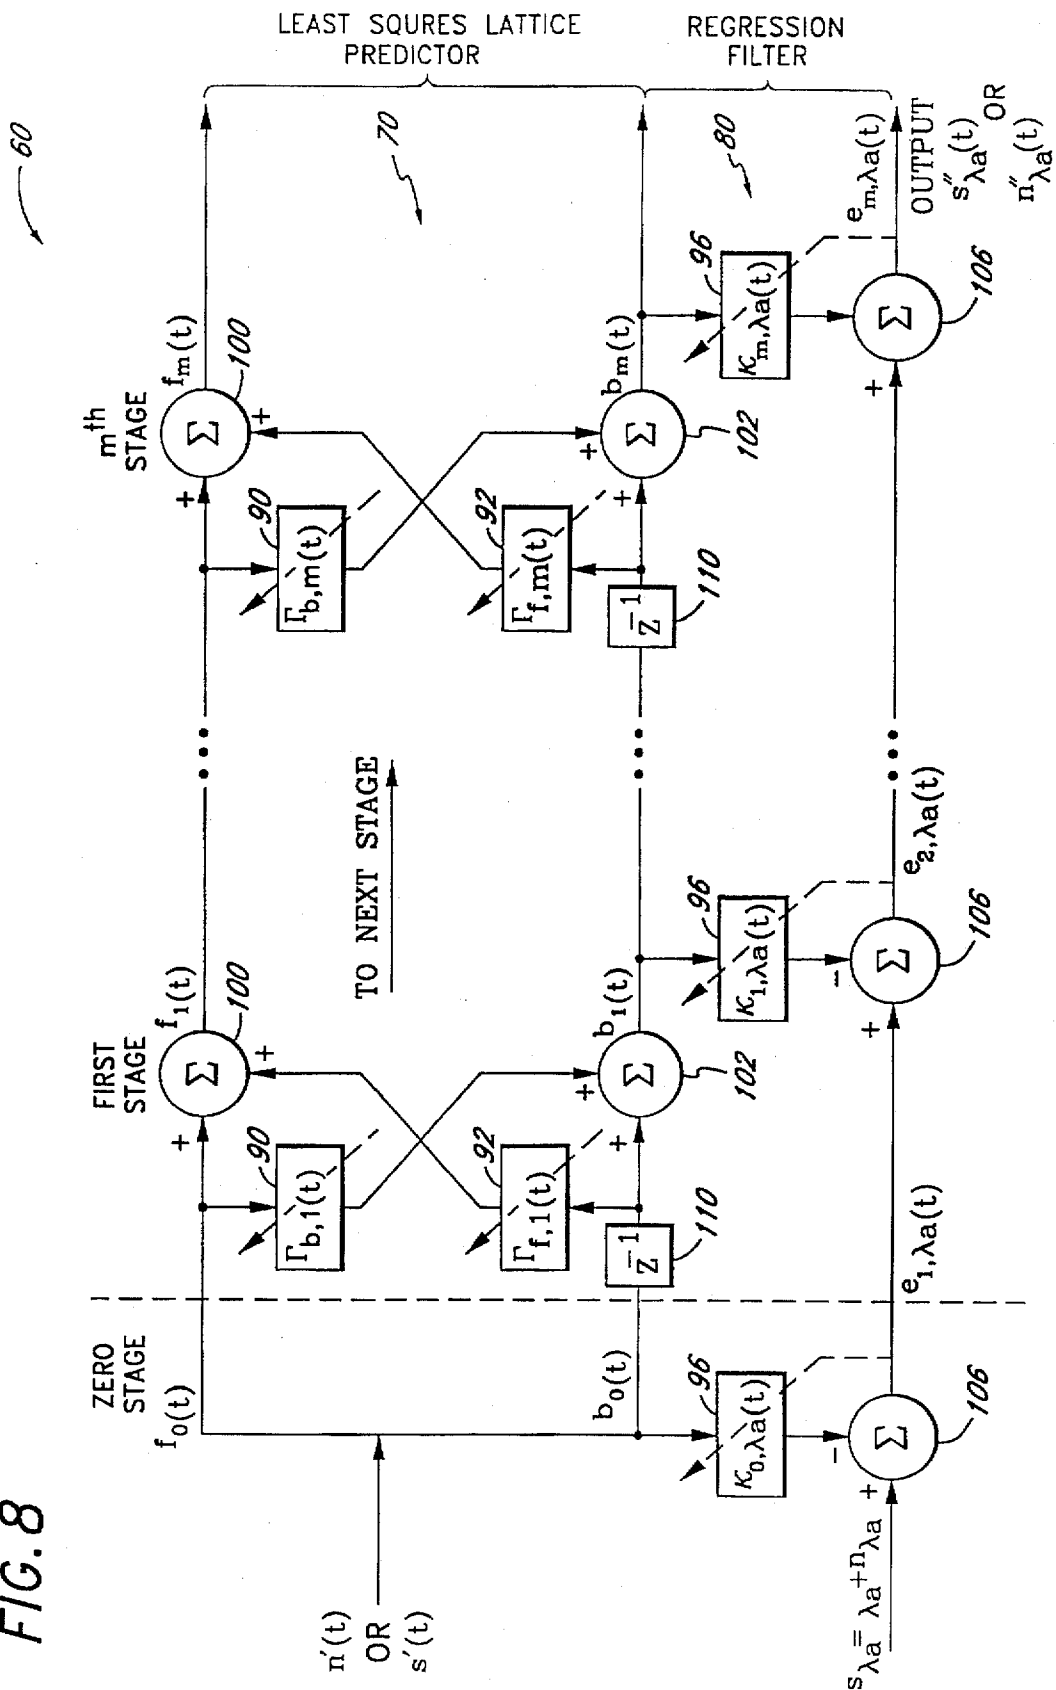 FIG. 8
60
LEAST SQURES LATTICE
PREDICTOR
REGRESSION
FILTER
70
80
ZERO
STAGE
FIRST
STAGE
mth
STAGE
f0(t)
f1(t)
fm(t)
100
100
+
+
+
+
Σ
Σ
90
90
Γb,1(t)
Γb,m(t)
TO NEXT STAGE
92
92
Γf,1(t)
Γf,m(t)
n′(t)
OR
s′(t)
b0(t)
b1(t)
bm(t)
z−1
z−1
110
110
+
+
+
+
Σ
Σ
102
102
96
96
96
κ0,λa(t)
κ1,λa(t)
κm,λa(t)
−
−
+
+
+
Σ
Σ
Σ
106
106
106
e1,λa(t)
e2,λa(t)
em,λa(t)
sλa=λa+nλa
OUTPUT
s″λa(t)
OR
n″λa(t)